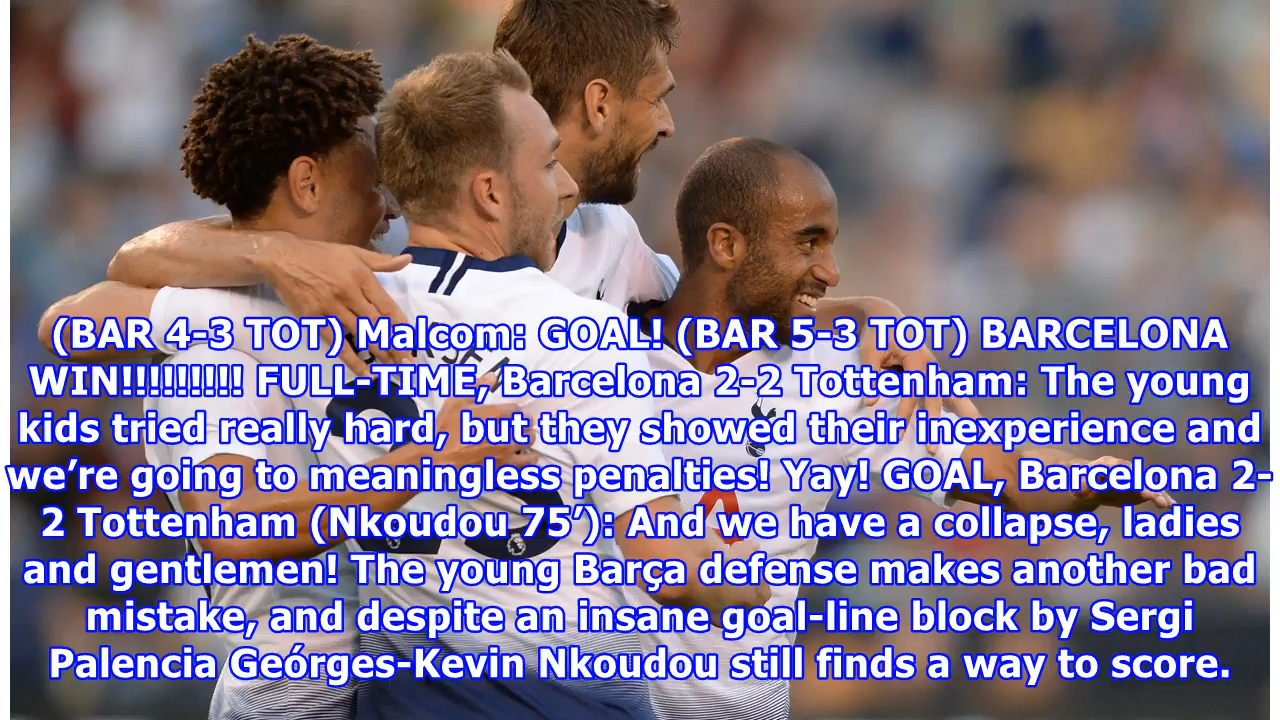 (BAR 4-3 TOT) Malcom: GOAL! (BAR 5-3 TOT) BARCELONA
WIN!!!!!!!!! FULL-TIME, Barcelona 2-2 Tottenham: The young
kids tried really hard, but they showed their inexperience and
we’re going to meaningless penalties! Yay! GOAL, Barcelona 2-
2 Tottenham (Nkoudou 75’): And we have a collapse, ladies
and gentlemen! The young Barça defense makes another bad
mistake, and despite an insane goal-line block by Sergi
Palencia Geórges-Kevin Nkoudou still finds a way to score.